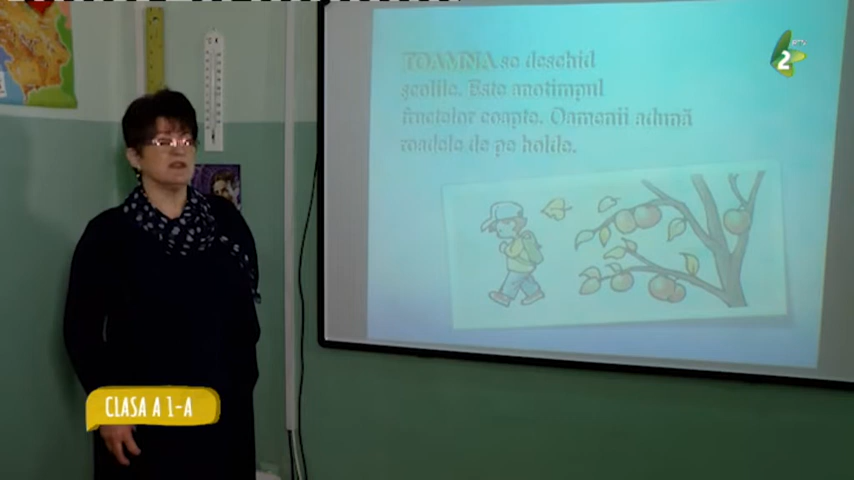 TOAMNA se deschid
școlile. Este anotimpul
fructelor coapte. Oamenii adună
roadele de pe holde.
2
CLASA A 1-A